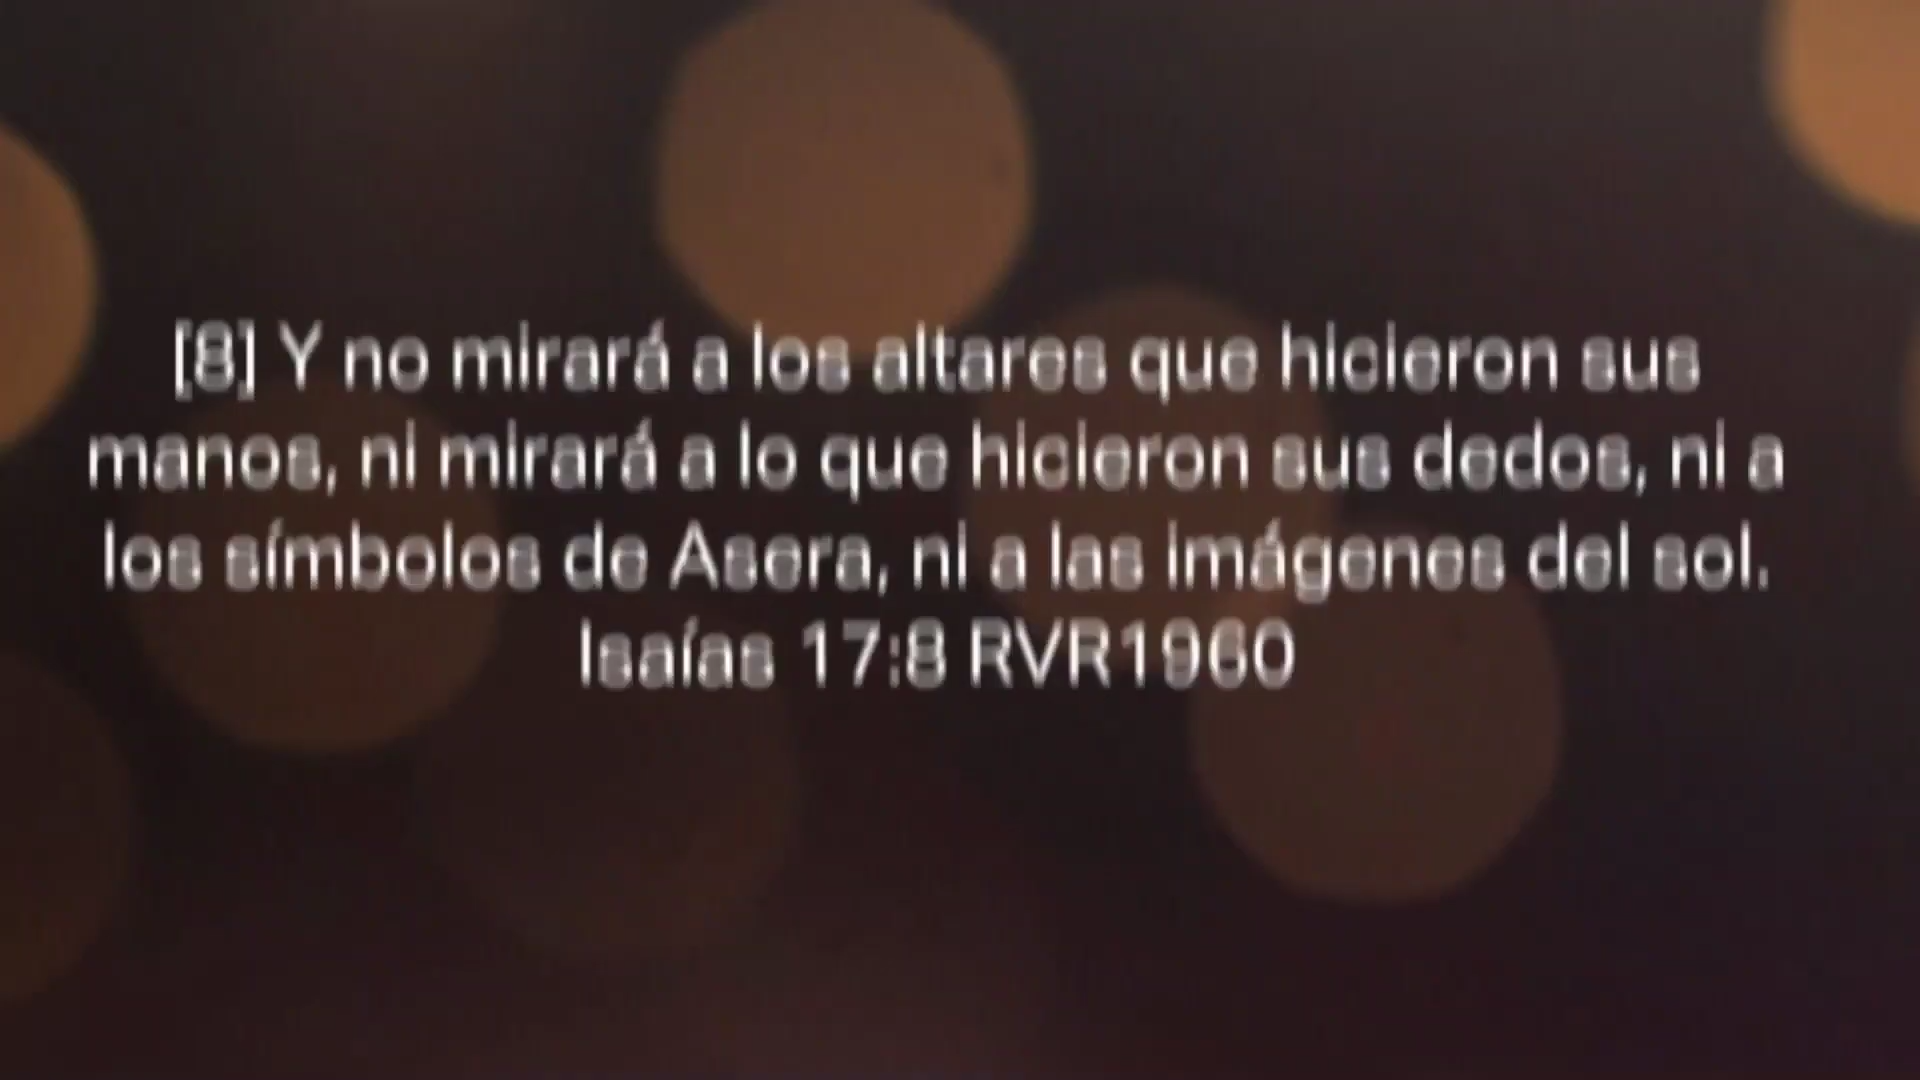 [8] Y no mirará a los altares que hicieron sus
manos, ni mirará a lo que hicieron sus dedos, ni a
los símbolos de Asera, ni a las imágenes del sol.
Isaías 17:8 RVR1960